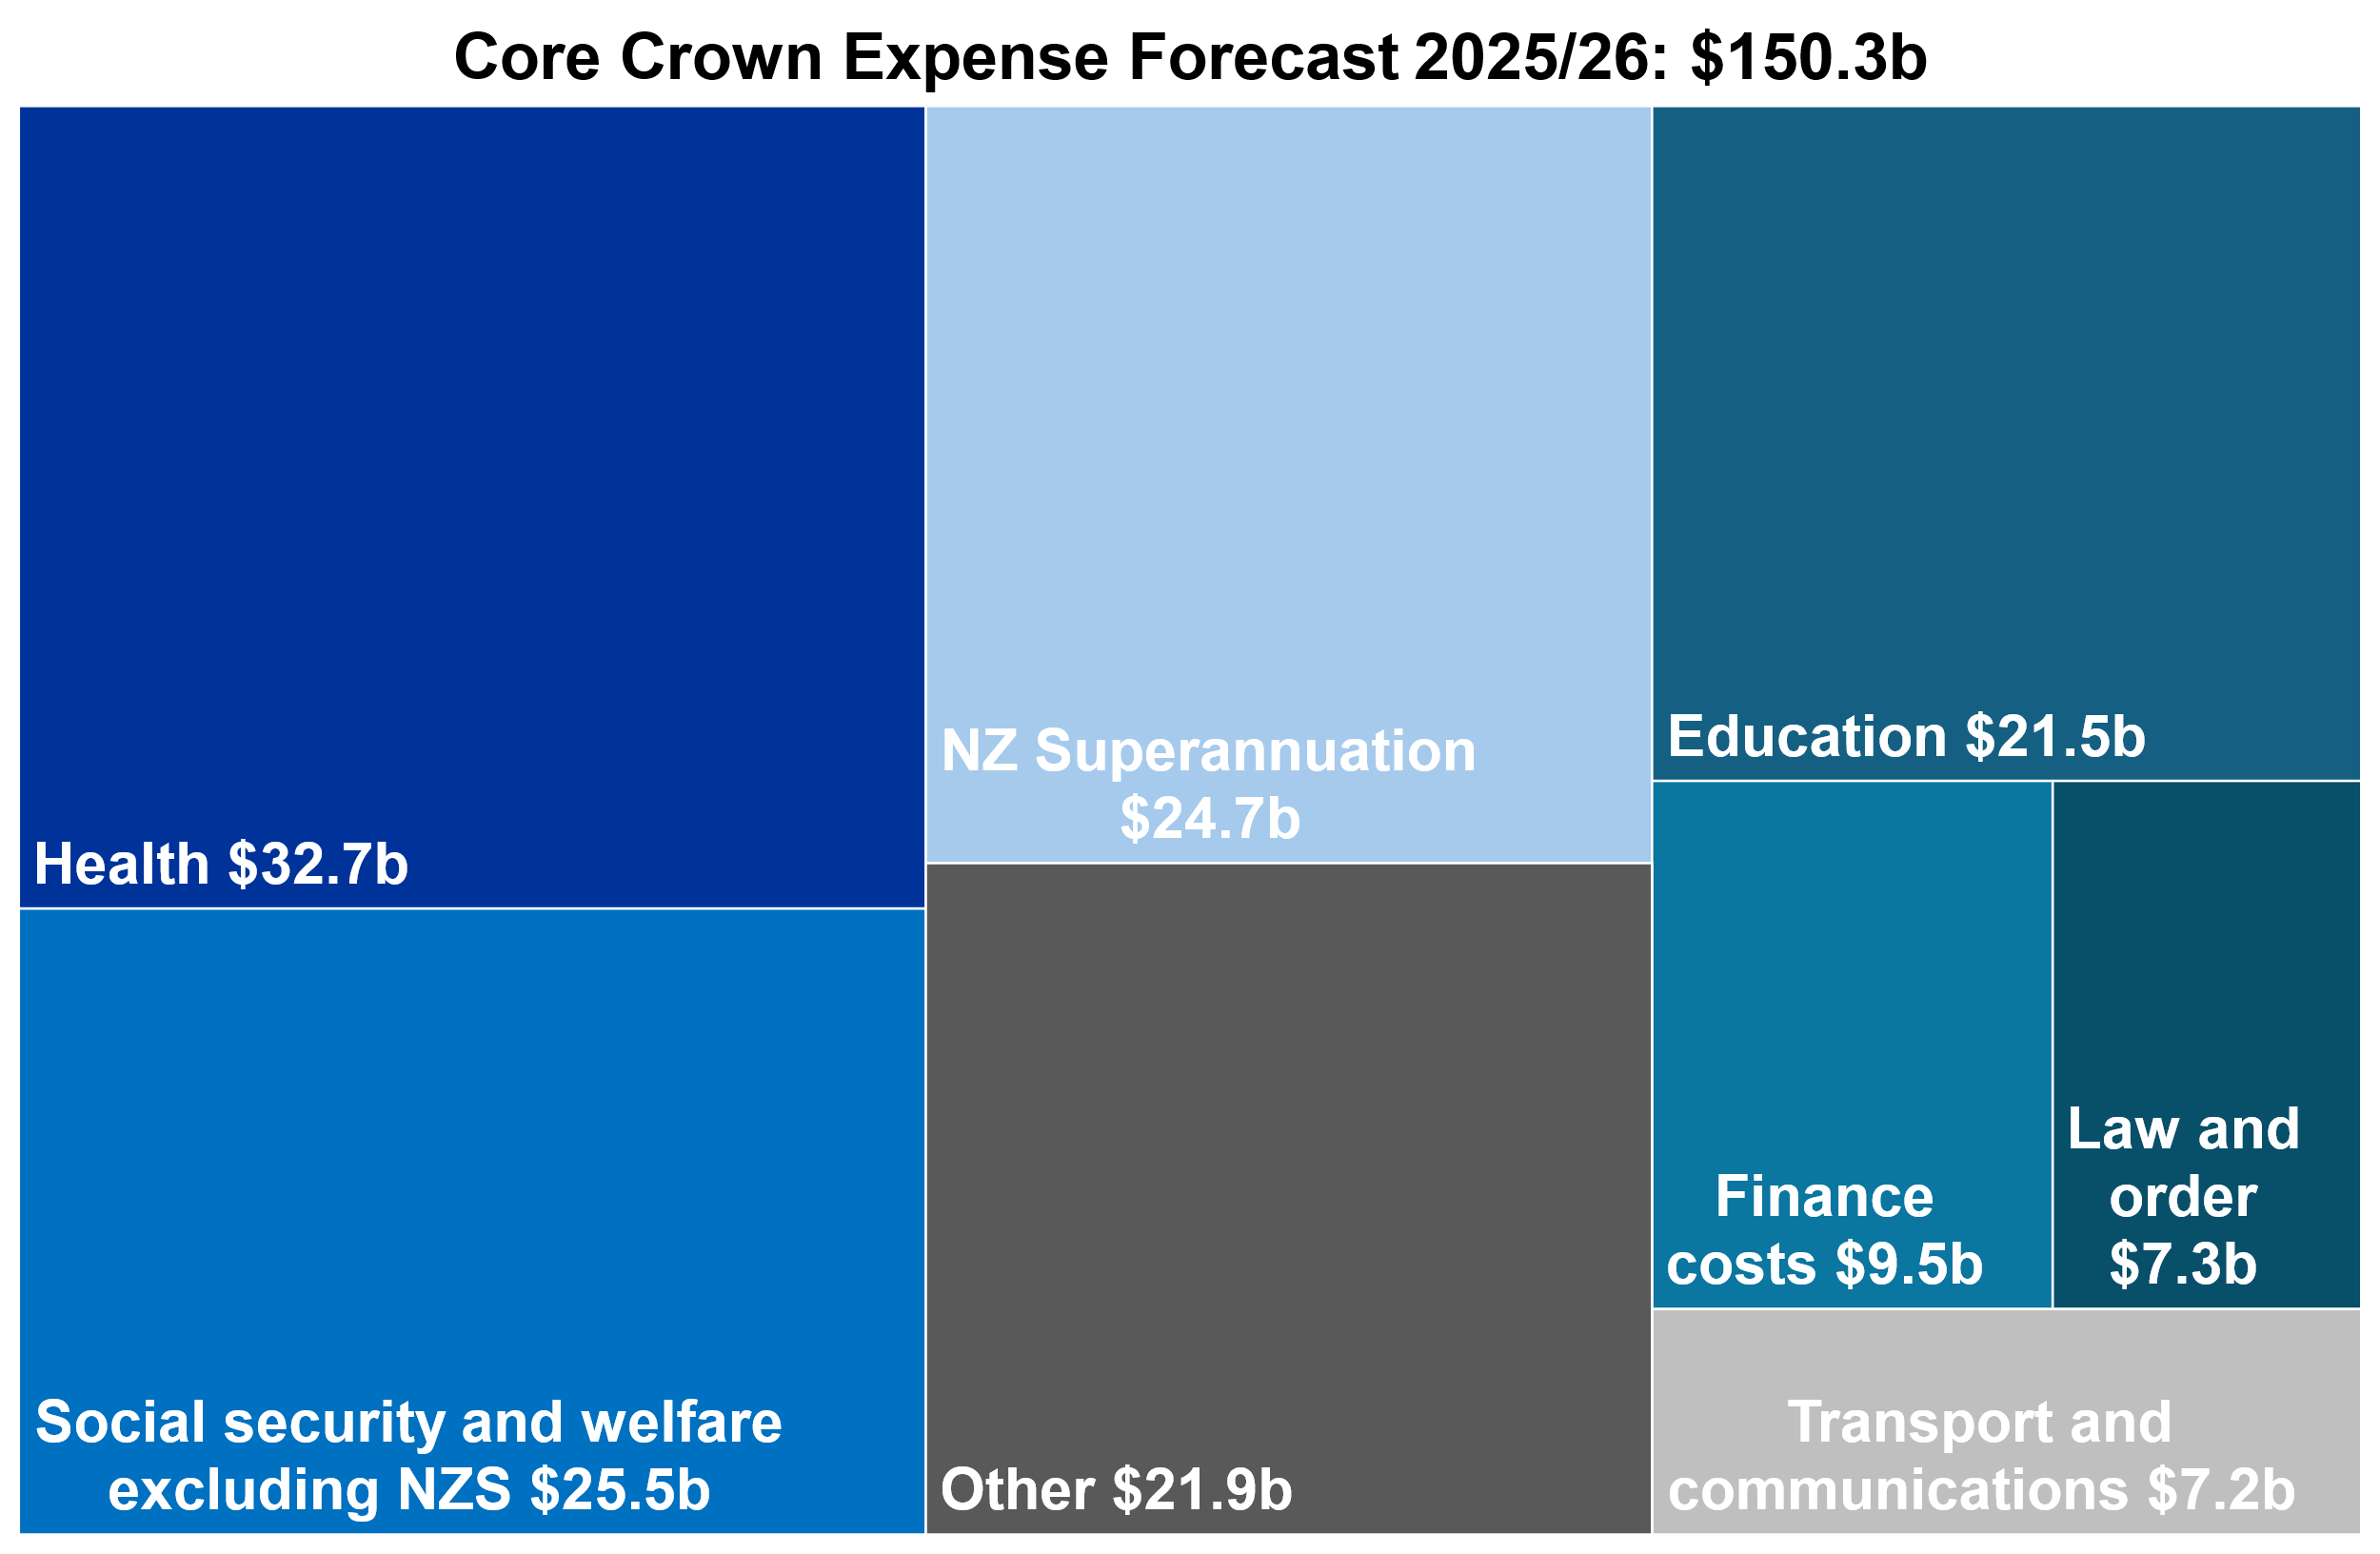 Core Crown Expense Forecast 2025/26: $150.3b
Health $32.7b
Social security and welfare
excluding NZS $25.5b
NZ Superannuation
$24.7b
Other $21.9b
Education $21.5b
Finance
costs $9.5b
Law and
order
$7.3b
Transport and
communications $7.2b